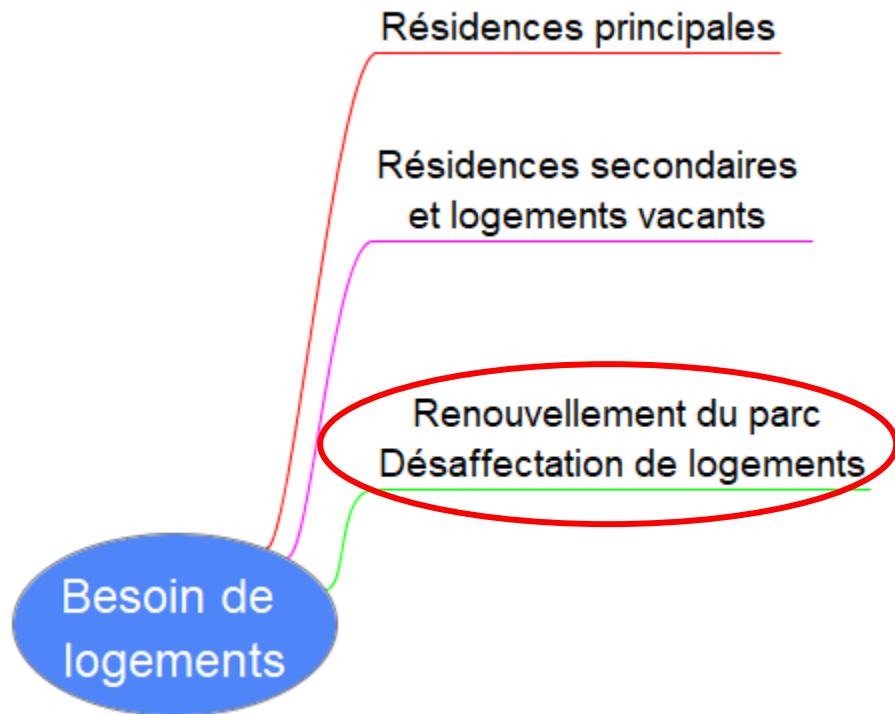 Résidences principales
Résidences secondaires
et logements vacants
Renouvellement du parc
Désaffectation de logements
Besoin de
logements